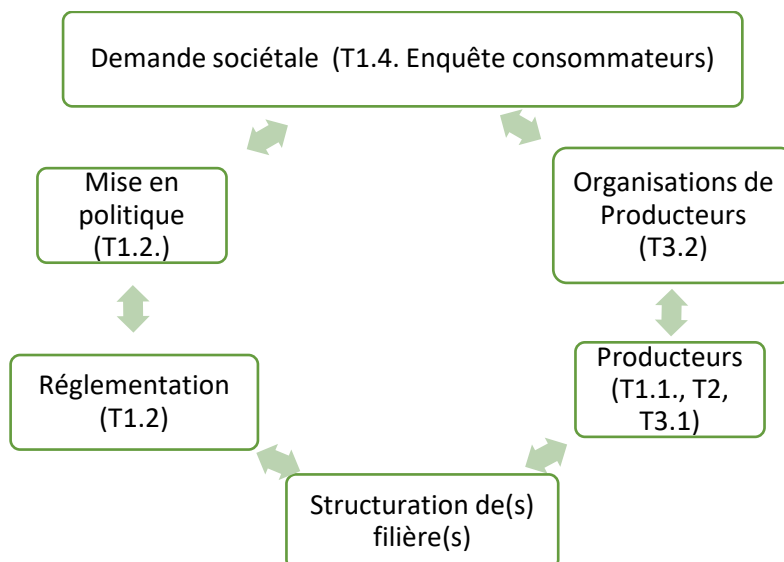 Demande sociétale (T1.4. Enquête consommateurs)
Mise en
politique
(T1.2.)
Organisations de
Producteurs
(T3.2)
Réglementation
(T1.2)
Producteurs
(T1.1., T2,
T3.1)
Structuration de(s)
filière(s)